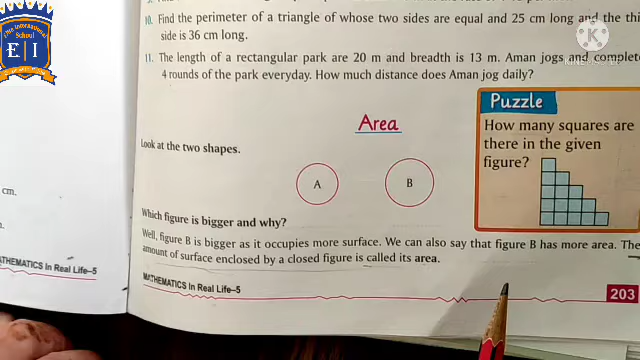 10. Find the perimeter of a triangle of whose two sides are equal and 25 cm long and the thi
side is 36 cm long.
11. The length of a rectangular park are 20 m and breadth is 13 m. Aman jogs and complet
4 rounds of the park everyday. How much distance does Aman jog daily?
Area
Look at the two shapes.
A
B
Puzzle
How many squares are
there in the given
figure?
Which figure is bigger and why?
Well, figure B is bigger as it occupies more surface. We can also say that figure B has more area. The
amount of surface enclosed by a closed figure is called its area.
MATHEMATICS In Real Life–5
203
cm.
MATHEMATICS In Real Life–5
International
School
E I
K